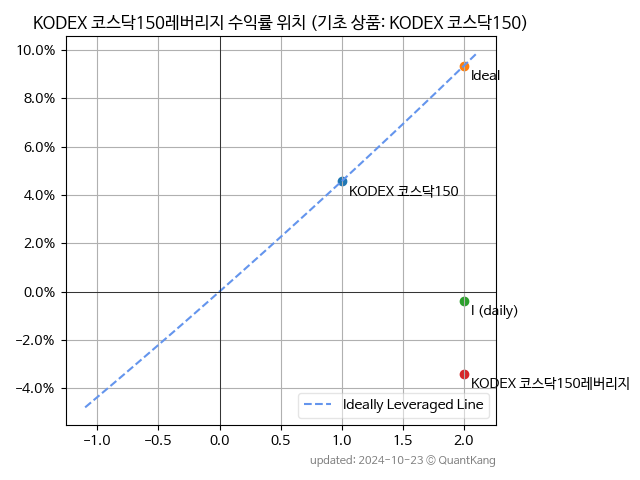 KODEX 코스닥150레버리지 수익률 위치 (기초 상품: KODEX 코스닥150)
10.0%
8.0%
6.0%
4.0%
2.0%
0.0%
−2.0%
−4.0%
Ideal
KODEX 코스닥150
I (daily)
KODEX 코스닥150레버리지
Ideally Leveraged Line
−1.0 −0.5 0.0 0.5 1.0 1.5 2.0
updated: 2024-10-23 © QuantKang